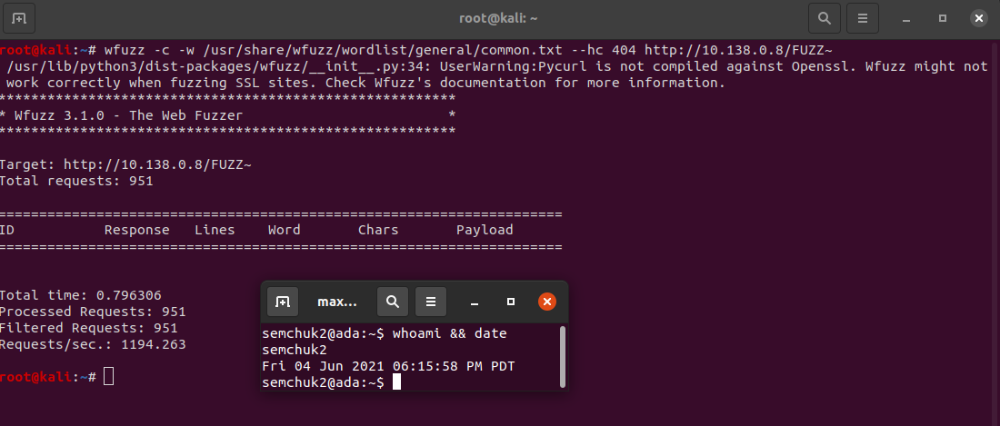 root@kali: ~
root@kali:~# wfuzz -c -w /usr/share/wfuzz/wordlist/general/common.txt --hc 404 http://10.138.0.8/FUZZ~
/usr/lib/python3/dist-packages/wfuzz/__init__.py:34: UserWarning:Pycurl is not compiled against Openssl. Wfuzz might not
work correctly when fuzzing SSL sites. Check Wfuzz's documentation for more information.
********************************************************
* Wfuzz 3.1.0 - The Web Fuzzer                         *
********************************************************
Target: http://10.138.0.8/FUZZ~
Total requests: 951
=====================================================================
ID           Response   Lines    Word       Chars       Payload
=====================================================================
Total time: 0.796306
Processed Requests: 951
Filtered Requests: 951
Requests/sec.: 1194.263
root@kali:~#
max...
semchuk2@ada:~$ whoami && date
semchuk2
Fri 04 Jun 2021 06:15:58 PM PDT
semchuk2@ada:~$